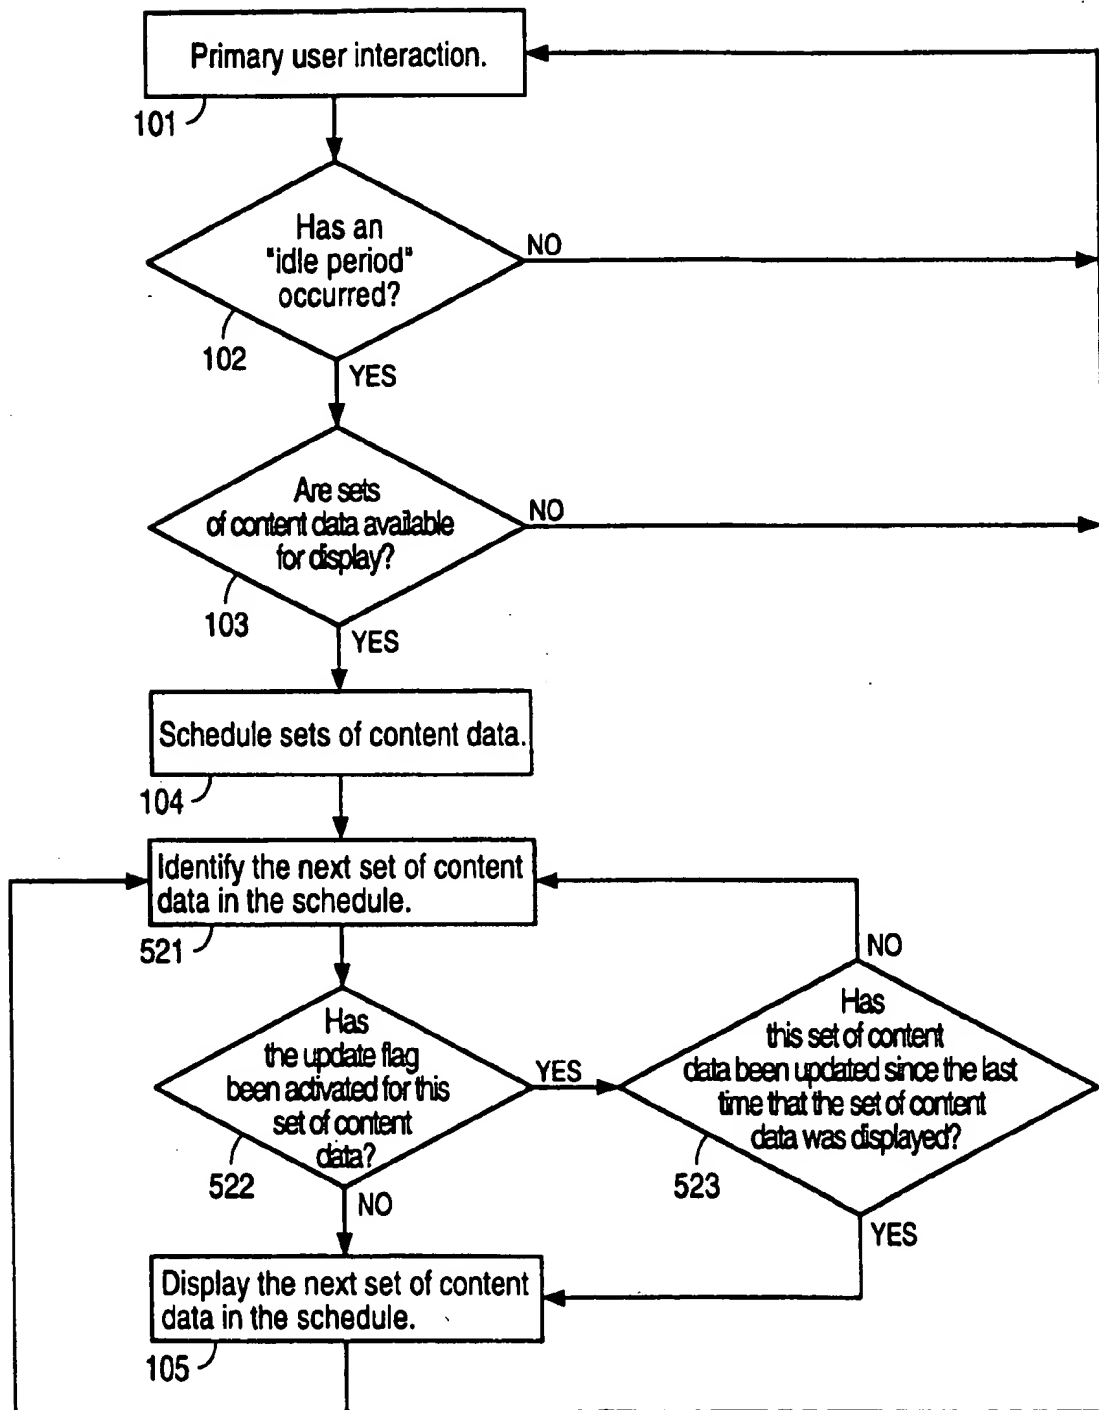 Primary user interaction.
101
Has an
"idle period"
occurred?
NO
102
YES
Are sets
of content data available
for display?
NO
103
YES
Schedule sets of content data.
104
Identify the next set of content
data in the schedule.
521
NO
Has
the update flag
been activated for this
set of content
data?
YES
522
NO
Has
this set of content
data been updated since the last
time that the set of content
data was displayed?
523
YES
Display the next set of content
data in the schedule.
105